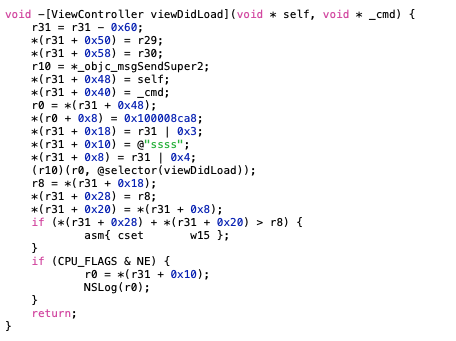 void -[ViewController viewDidLoad](void * self, void * _cmd) {
    r31 = r31 - 0x60;
    *(r31 + 0x50) = r29;
    *(r31 + 0x58) = r30;
    r10 = *_objc_msgSendSuper2;
    *(r31 + 0x48) = self;
    *(r31 + 0x40) = _cmd;
    r0 = *(r31 + 0x48);
    *(r0 + 0x8) = 0x100008ca8;
    *(r31 + 0x18) = r31 | 0x3;
    *(r31 + 0x10) = @"ssss";
    *(r31 + 0x8) = r31 | 0x4;
    (r10)(r0, @selector(viewDidLoad));
    r8 = *(r31 + 0x18);
    *(r31 + 0x28) = r8;
    *(r31 + 0x20) = *(r31 + 0x8);
    if (*(r31 + 0x28) + *(r31 + 0x20) > r8) {
            asm{ cset       w15 };
    }
    if (CPU_FLAGS & NE) {
            r0 = *(r31 + 0x10);
            NSLog(r0);
    }
    return;
}